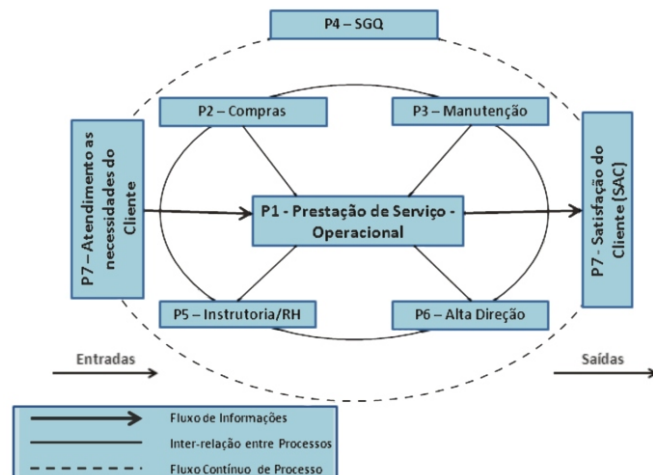 P4 – SGQ
P2 – Compras
P3 – Manutenção
P7 – Atendimento as
necessidades do
Cliente
P1 - Prestação de Serviço -
Operacional
P7 - Satisfação do
Cliente (SAC)
P5 – Instrutoria/RH
P6 – Alta Direção
Entradas
Saídas
Fluxo de Informações
Inter-relação entre Processos
Fluxo Contínuo de Processo